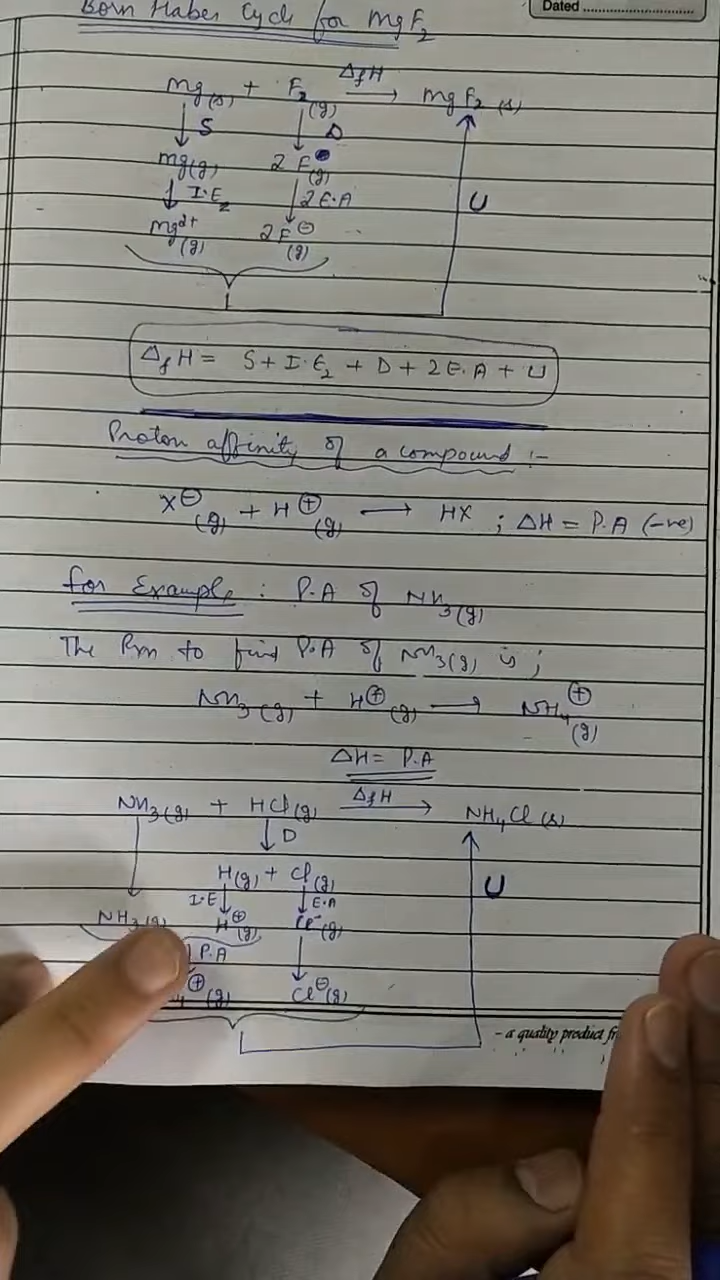 Born Haber Cycle for MgF₂
Dated ..............................
Mg(s) + F₂(g) ΔfH → MgF₂(s)
↓ S ↓ D
Mg(g) 2F(g)
↓ I.E₂ ↓ 2E.A U
Mg²⁺(g) 2F⊖(g)
ΔfH = S + I.E₂ + D + 2E.A + U
Proton affinity of a compound :-
X⊖(g) + H⊕(g) → HX ; ΔH = P.A (-ve)
for Example : P.A of NH₃(g)
The Rxn to find P.A of NH₃(g) is ;
NH₃(g) + H⊕(g) → NH₄⊕(g)
ΔH = P.A
NH₃(g) + HCl(g) ΔfH → NH₄Cl(s)
↓ D
H(g) + Cl(g) U
I.E ↓ ↓ E.A
NH₃(g) H⊕(g) Cl⁻(g)
P.A ↓
⊕(g) Cl⊖(g)
- a quality product fr